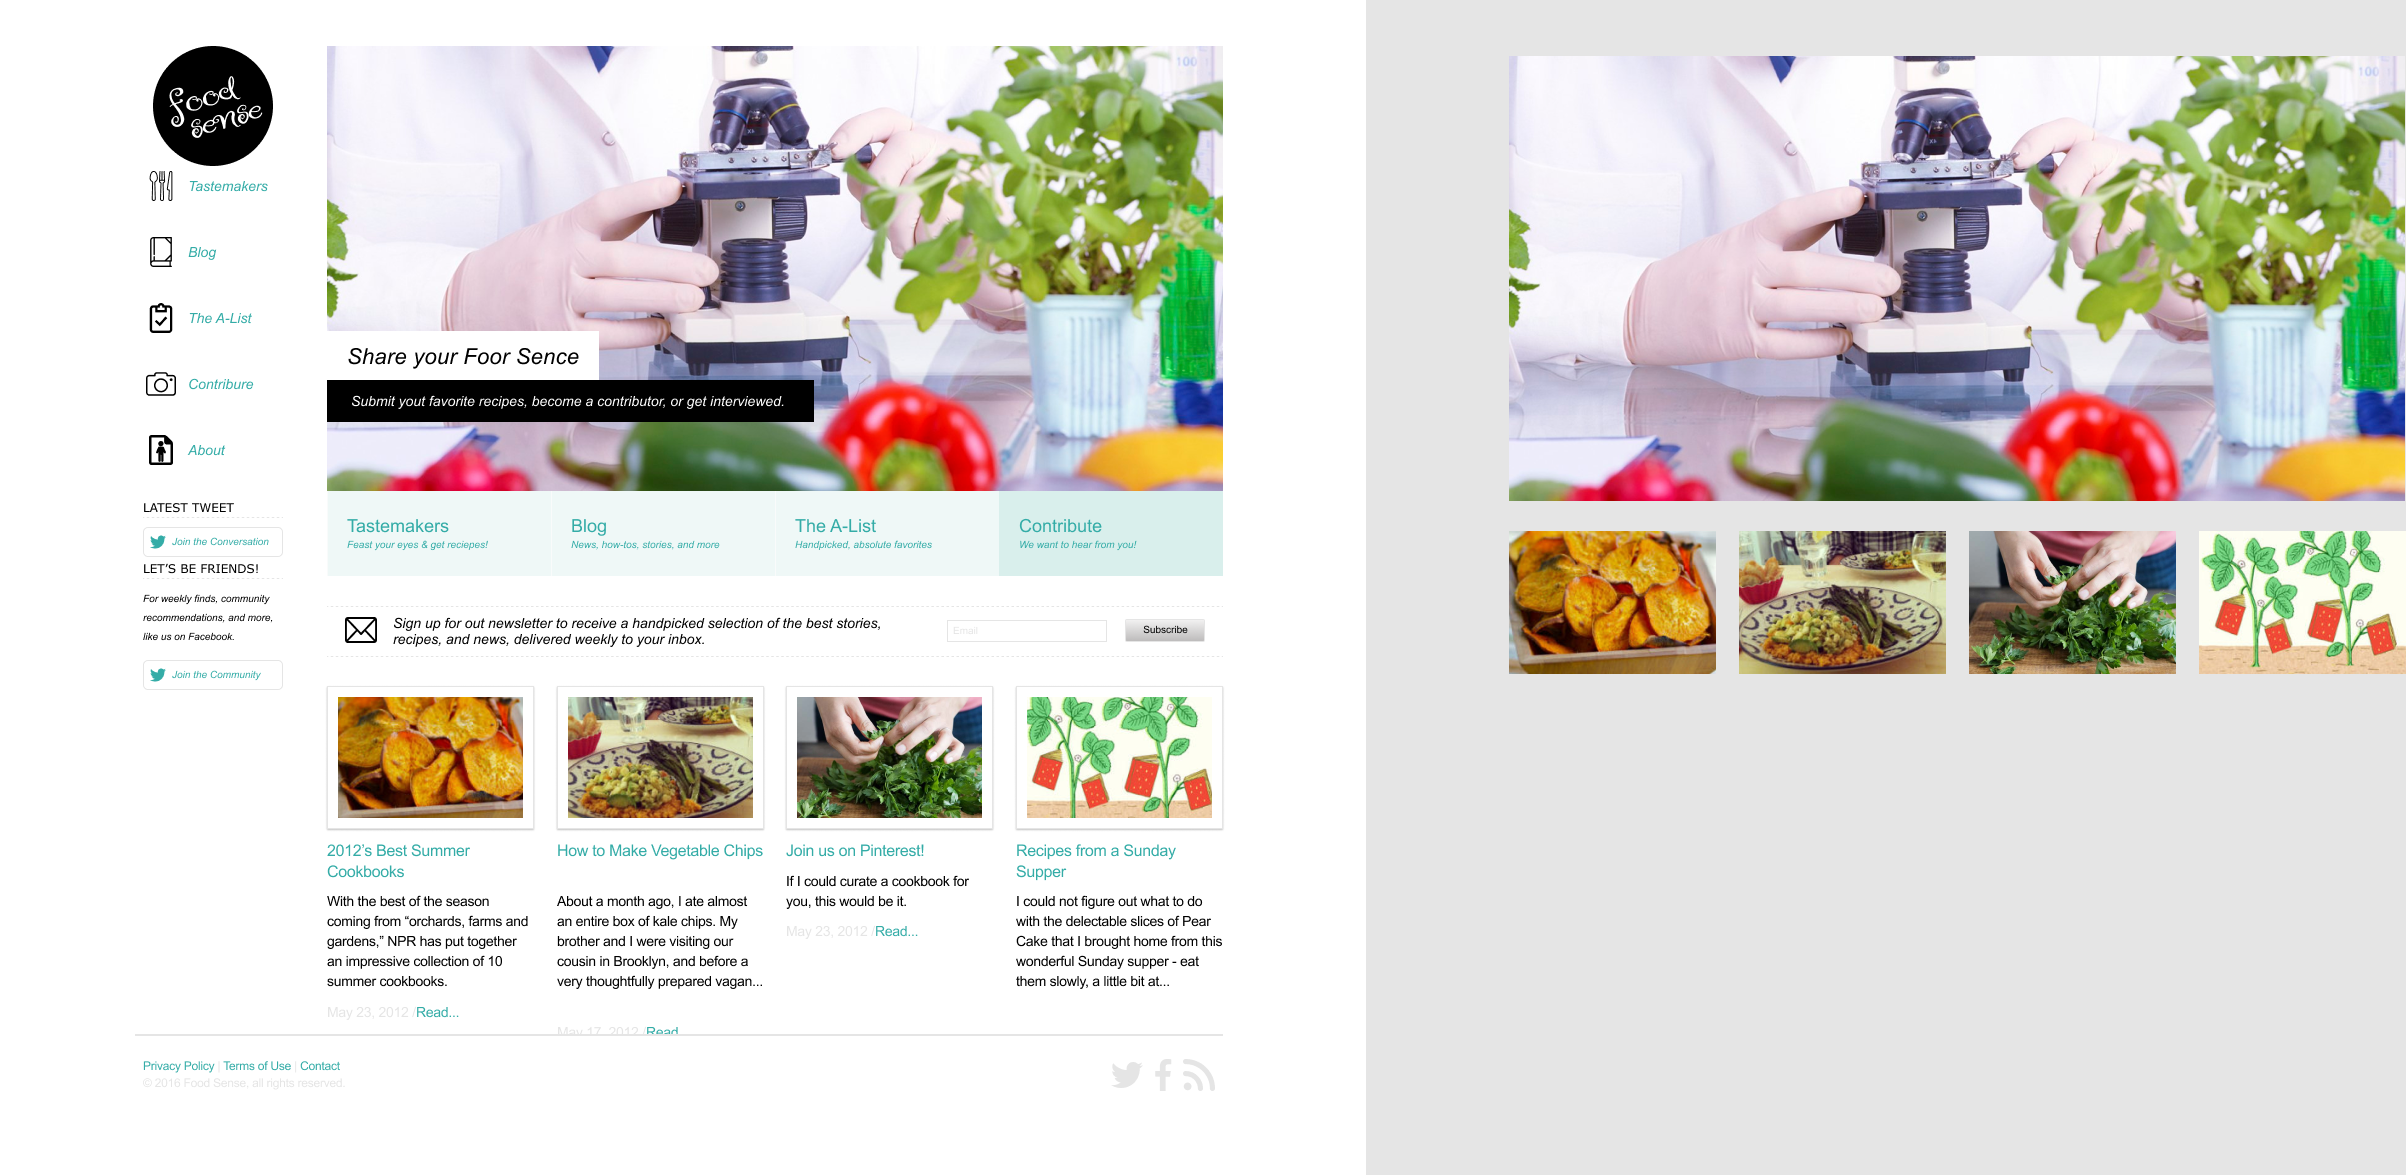 food
sense
Tastemakers
Blog
The A-List
Contribure
About
LATEST TWEET
Join the Conversation
LET’S BE FRIENDS!
For weekly finds, community
recommendations, and more,
like us on Facebook.
Join the Community
100
Share your Foor Sence
Submit yout favorite recipes, become a contributor, or get interviewed.
Tastemakers
Feast your eyes & get reciepes!
Blog
News, how-tos, stories, and more
The A-List
Handpicked, absolute favorites
Contribute
We want to hear from you!
Sign up for out newsletter to receive a handpicked selection of the best stories,
recipes, and news, delivered weekly to your inbox.
Email
Subscribe
2012’s Best Summer
Cookbooks
With the best of the season
coming from “orchards, farms and
gardens,” NPR has put together
an impressive collection of 10
summer cookbooks.
May 23, 2012 /Read...
How to Make Vegetable Chips
About a month ago, I ate almost
an entire box of kale chips. My
brother and I were visiting our
cousin in Brooklyn, and before a
very thoughtfully prepared vagan...
May 17, 2012 /Read
Join us on Pinterest!
If I could curate a cookbook for
you, this would be it.
May 23, 2012 /Read...
Recipes from a Sunday
Supper
I could not figure out what to do
with the delectable slices of Pear
Cake that I brought home from this
wonderful Sunday supper - eat
them slowly, a little bit at...
Privacy Policy | Terms of Use | Contact
© 2016 Food Sense, all rights reserved.
100